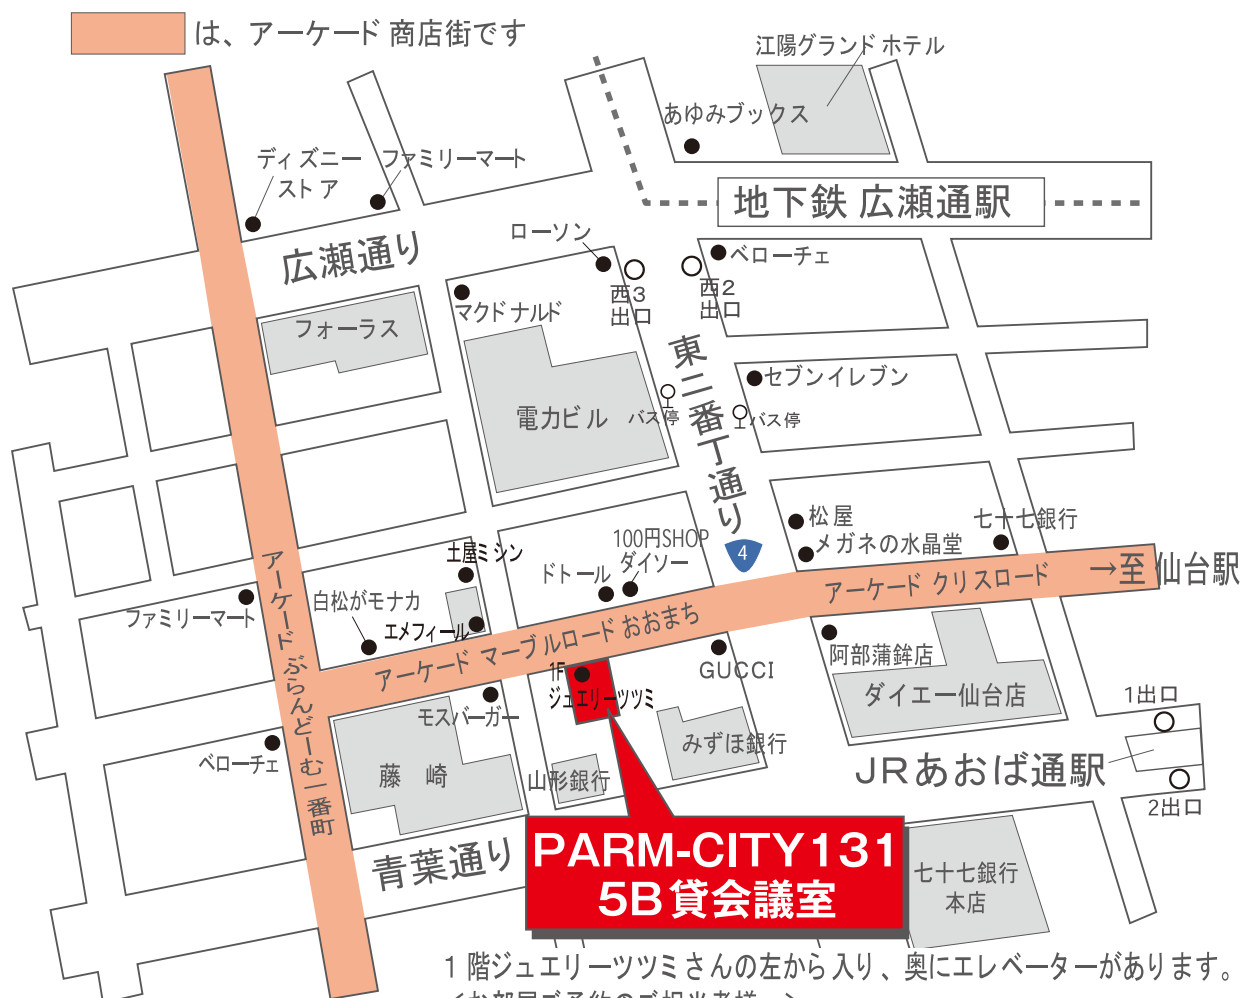 は、アーケード 商店街です
江陽グランド ホテル
あゆみブックス
ディズニー
ストア
ファミリーマート
地下鉄 広瀬通駅
ローソン
ベローチェ
広瀬通り
西3
出口
西2
出口
マクドナルド
フォーラス
東二番丁通り
セブンイレブン
電力ビル
バス停
バス停
松屋
七十七銀行
メガネの水晶堂
100円SHOP
ダイソー
4
土屋ミシン
ドトール
アーケード クリスロード
→至 仙台駅
アーケード ぶらんどーむ一番町
白松がモナカ
ファミリーマート
エメフィール
アーケード マーブルロード おおまち
阿部蒲鉾店
1F
ジュエリーツツミ
GUCCI
ダイエー仙台店
1出口
モスバーガー
みずほ銀行
ベローチェ
藤 崎
山形銀行
JRあおば通駅
2出口
青葉通り
PARM-CITY131
5B貸会議室
七十七銀行
本店
1 階ジュエリーツツミさんの左から入り、奥にエレベーターがあります。